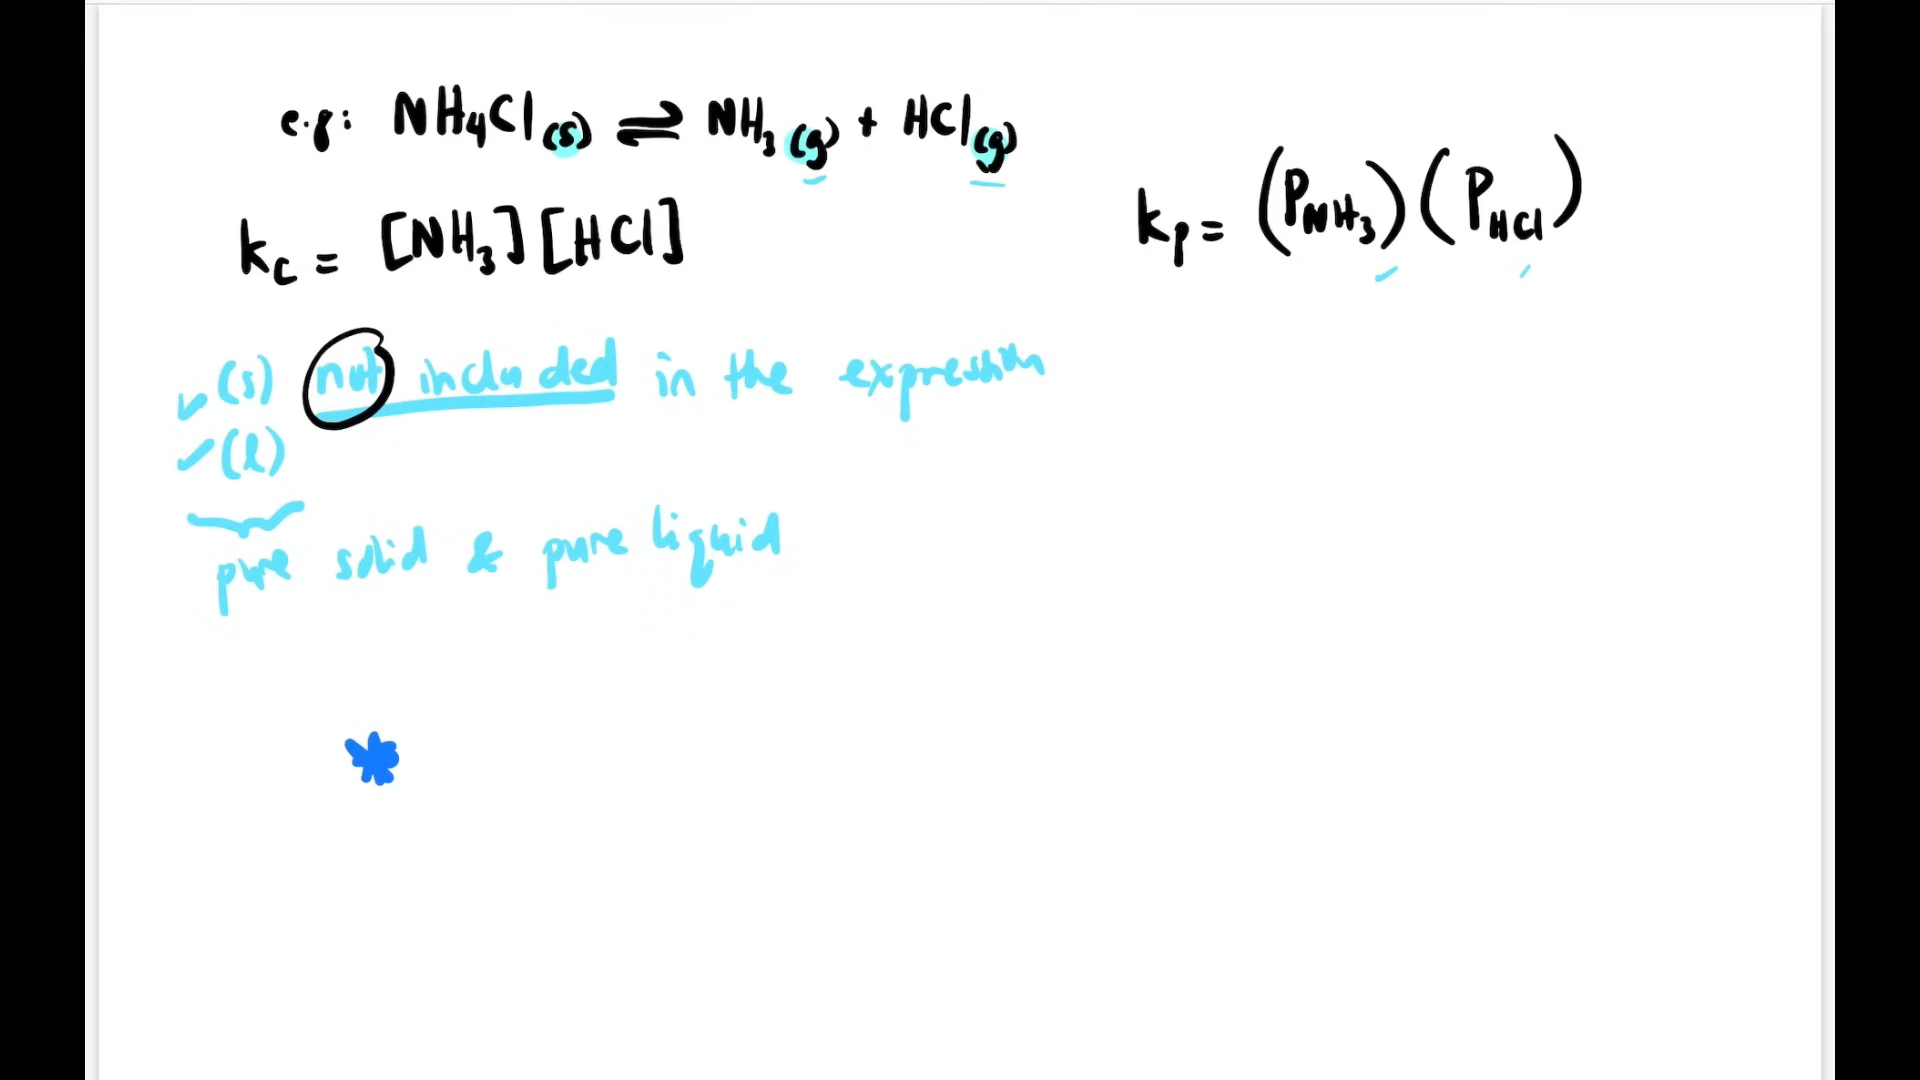 e.g: NH₄Cl(s) ⇌ NH₃(g) + HCl(g)
kc = [NH₃][HCl]
kp = (PNH₃)(PHCl)
(s) not included in the expression
(l)
pure solid & pure liquid